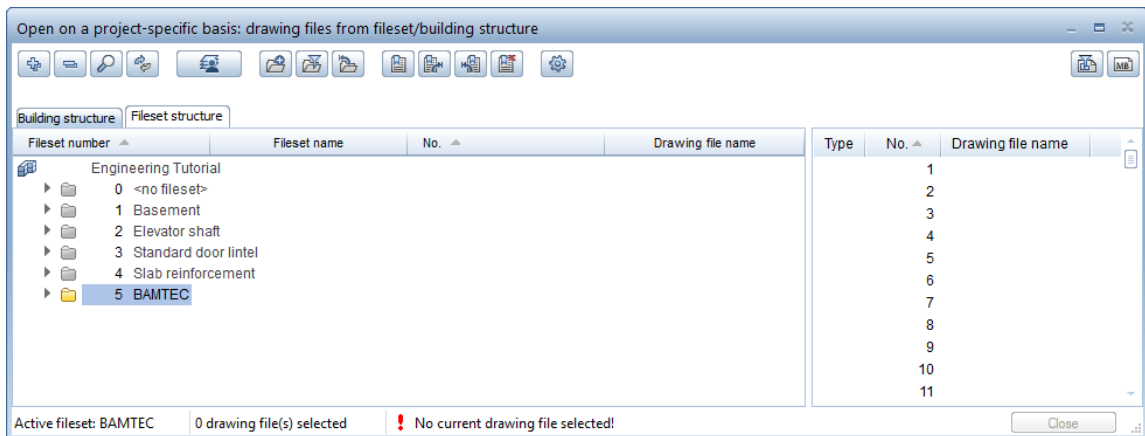 Open on a project-specific basis: drawing files from fileset/building structure
MB
Building structure Fileset structure
Fileset number Fileset name No. Drawing file name Type No. Drawing file name
Engineering Tutorial
0 <no fileset>
1 Basement
2 Elevator shaft
3 Standard door lintel
4 Slab reinforcement
5 BAMTEC
1
2
3
4
5
6
7
8
9
10
11
Active fileset: BAMTEC 0 drawing file(s) selected No current drawing file selected! Close